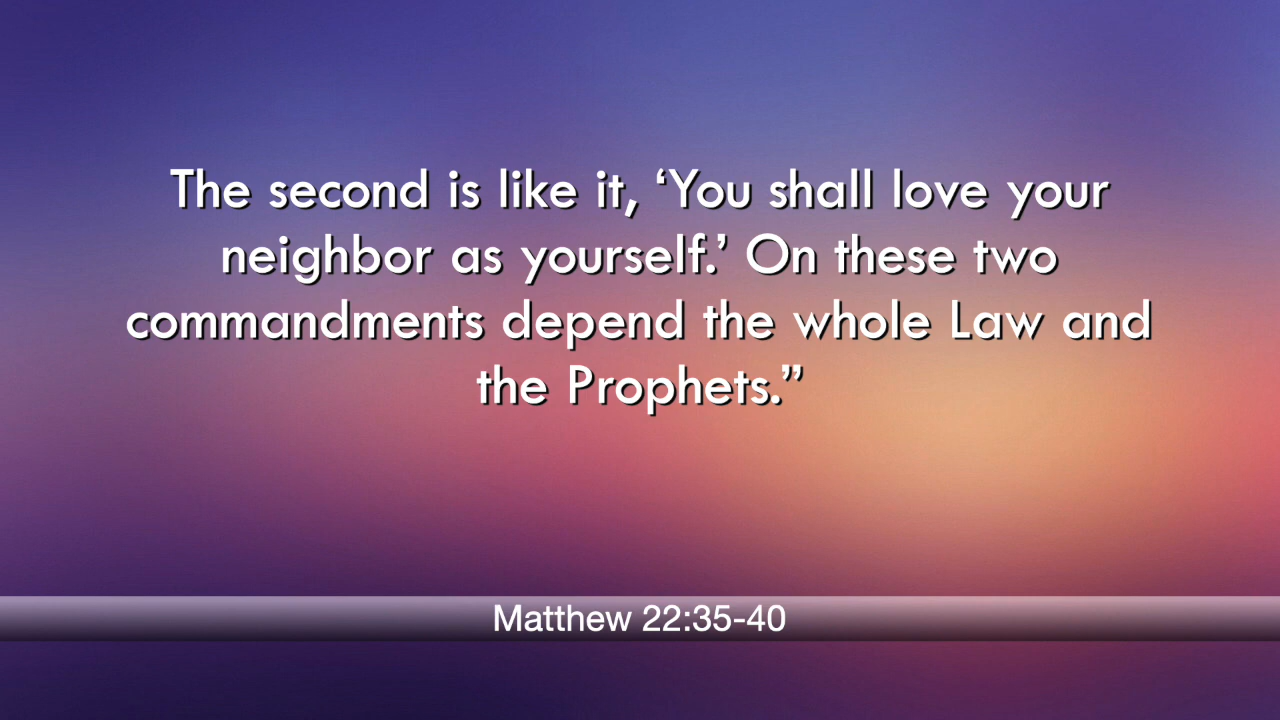 The second is like it, ‘You shall love your
neighbor as yourself.’ On these two
commandments depend the whole Law and
the Prophets.”
Matthew 22:35-40